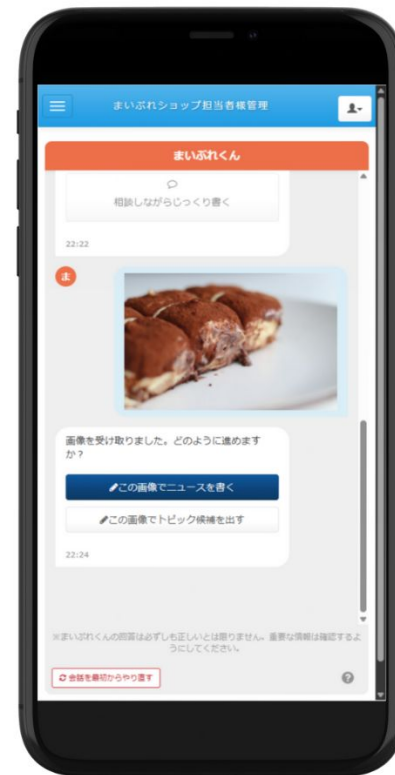 まいぷれショップ担当者様管理
まいぷれくん
相談しながらじっくり書く
22:22
ま
画像を受け取りました。どのように進めます
か？
この画像でニュースを書く
この画像でトピック候補を出す
22:24
※まいぷれくんの回答は必ずしも正しいとは限りません。重要な情報は確認するよ
うにしてください。
会話を最初からやり直す
?